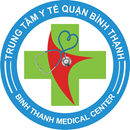 TRUNG TÂM Y TẾ QUẬN BÌNH THẠNH
BINH THANH MEDICAL CENTER